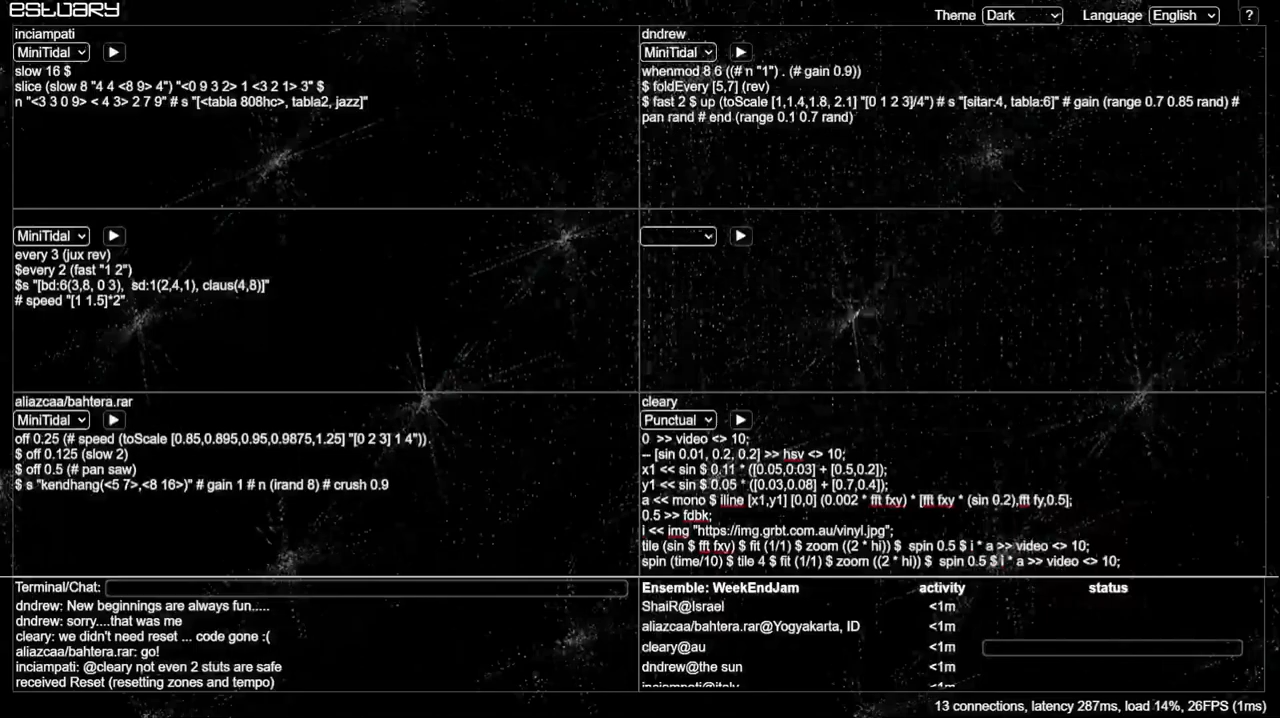 estuary
Theme Dark Language English ?
inciampati
MiniTidal
slow 16 $
slice (slow 8 "4 4 <8 9> 4") "<0 9 3 2> 1 <3 2 1> 3" $
n "<3 3 0 9> < 4 3> 2 7 9" # s "[<tabla 808hc>, tabla2, jazz]"
dndrew
MiniTidal
whenmod 8 6 ((# n "1") . (# gain 0.9))
$ foldEvery [5,7] (rev)
$ fast 2 $ up (toScale [1,1.4,1.8, 2.1] "[0 1 2 3]/4") # s "[sitar:4, tabla:6]" # gain (range 0.7 0.85 rand) #
pan rand # end (range 0.1 0.7 rand)
MiniTidal
every 3 (jux rev)
$every 2 (fast "1 2")
$s "[bd:6(3,8, 0 3),  sd:1(2,4,1), claus(4,8)]"
# speed "[1 1.5]*2"
aliazcaa/bahtera.rar
MiniTidal
off 0.25 (# speed (toScale [0.85,0.895,0.95,0.9875,1.25] "[0 2 3] 1 4")).
$ off 0.125 (slow 2)
$ off 0.5 (# pan saw)
$ s "kendhang(<5 7>,<8 16>)" # gain 1 # n (irand 8) # crush 0.9
cleary
Punctual
0  >> video <> 10;
-- [sin 0.01, 0.2, 0.2] >> hsv <> 10;
x1 << sin $ 0.11 * ([0.05,0.03] + [0.5,0.2]);
y1 << sin $ 0.05 * ([0.03,0.08] + [0.7,0.4]);
a << mono $ iline [x1,y1] [0,0] (0.002 * fft fxy) * [fft fxy * (sin 0.2),fft fy,0.5];
0.5 >> fdbk;
i << img "https://img.grbt.com.au/vinyl.jpg";
tile (sin $ fft fxy) $ fit (1/1) $ zoom ((2 * hi)) $  spin 0.5 $ i * a >> video <> 10;
spin (time/10) $ tile 4 $ fit (1/1) $ zoom ((2 * hi)) $  spin 0.5 $ i * a >> video <> 10;
Terminal/Chat:
dndrew: New beginnings are always fun.....
dndrew: sorry....that was me
cleary: we didn't need reset ... code gone :(
aliazcaa/bahtera.rar: go!
inciampati: @cleary not even 2 stuts are safe
received Reset (resetting zones and tempo)
Ensemble: WeekEndJam activity status
ShaiR@Israel <1m
aliazcaa/bahtera.rar@Yogyakarta, ID <1m
cleary@au <1m
dndrew@the sun <1m
inciampati@italy <1m
13 connections, latency 287ms, load 14%, 26FPS (1ms)